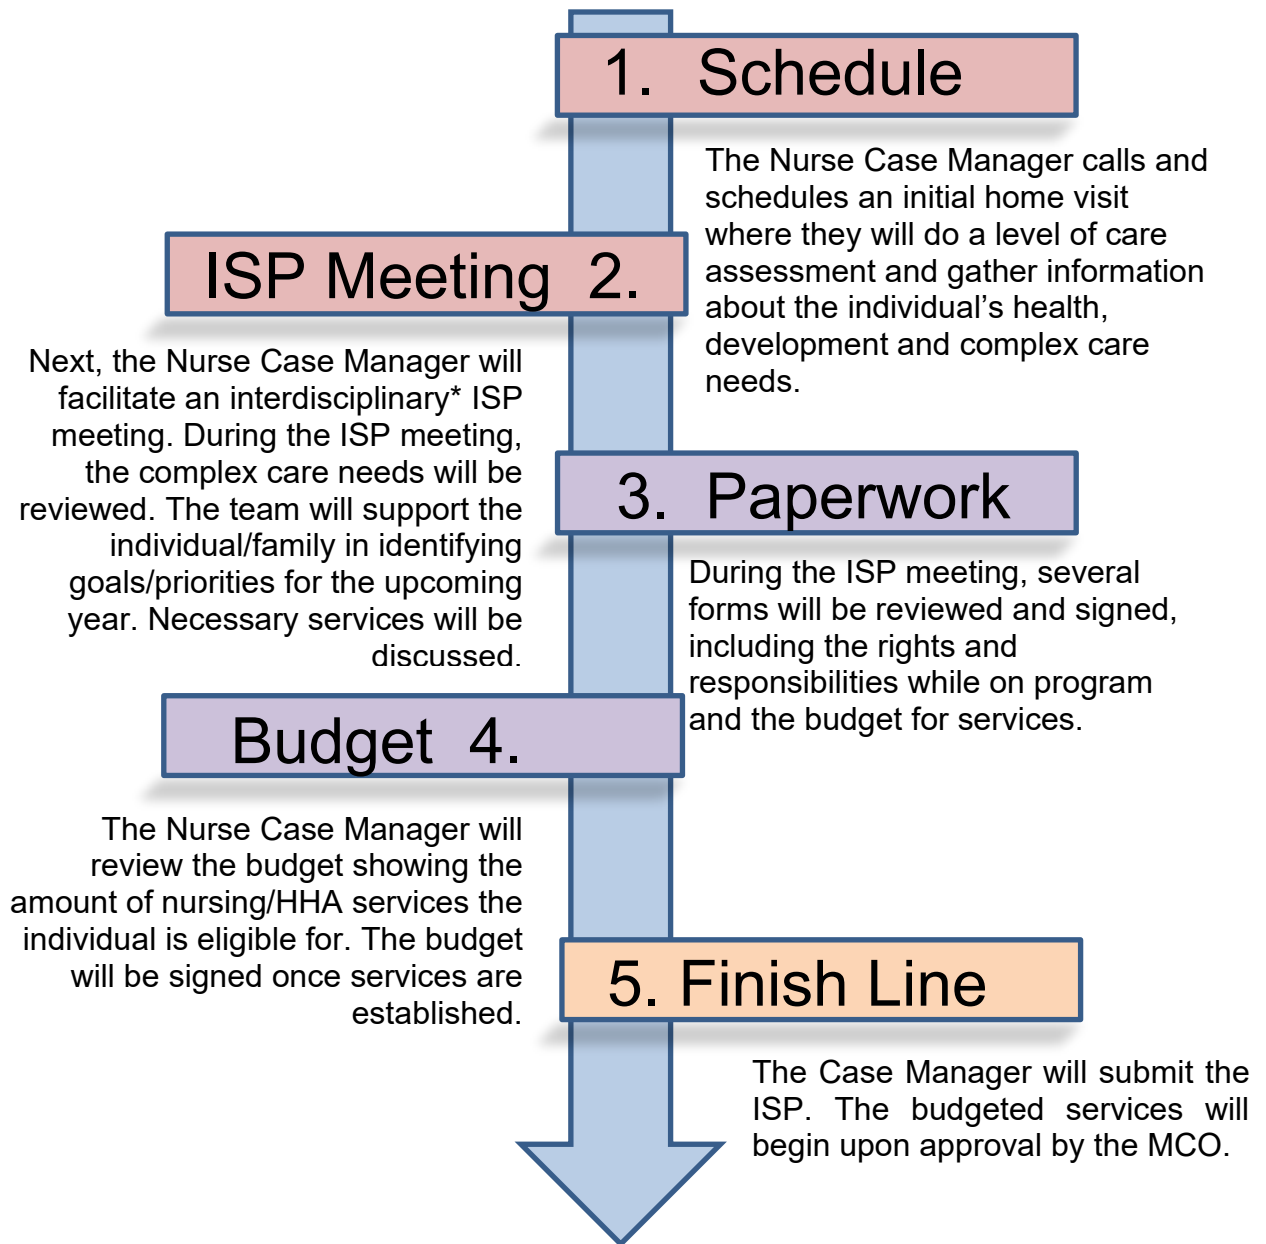 1. Schedule
The Nurse Case Manager calls and
schedules an initial home visit
where they will do a level of care
assessment and gather information
about the individual’s health,
development and complex care
needs.
ISP Meeting 2.
Next, the Nurse Case Manager will
facilitate an interdisciplinary* ISP
meeting. During the ISP meeting,
the complex care needs will be
reviewed. The team will support the
individual/family in identifying
goals/priorities for the upcoming
year. Necessary services will be
discussed.
3. Paperwork
During the ISP meeting, several
forms will be reviewed and signed,
including the rights and
responsibilities while on program
and the budget for services.
Budget 4.
The Nurse Case Manager will
review the budget showing the
amount of nursing/HHA services the
individual is eligible for. The budget
will be signed once services are
established.
5. Finish Line
The Case Manager will submit the
ISP. The budgeted services will
begin upon approval by the MCO.